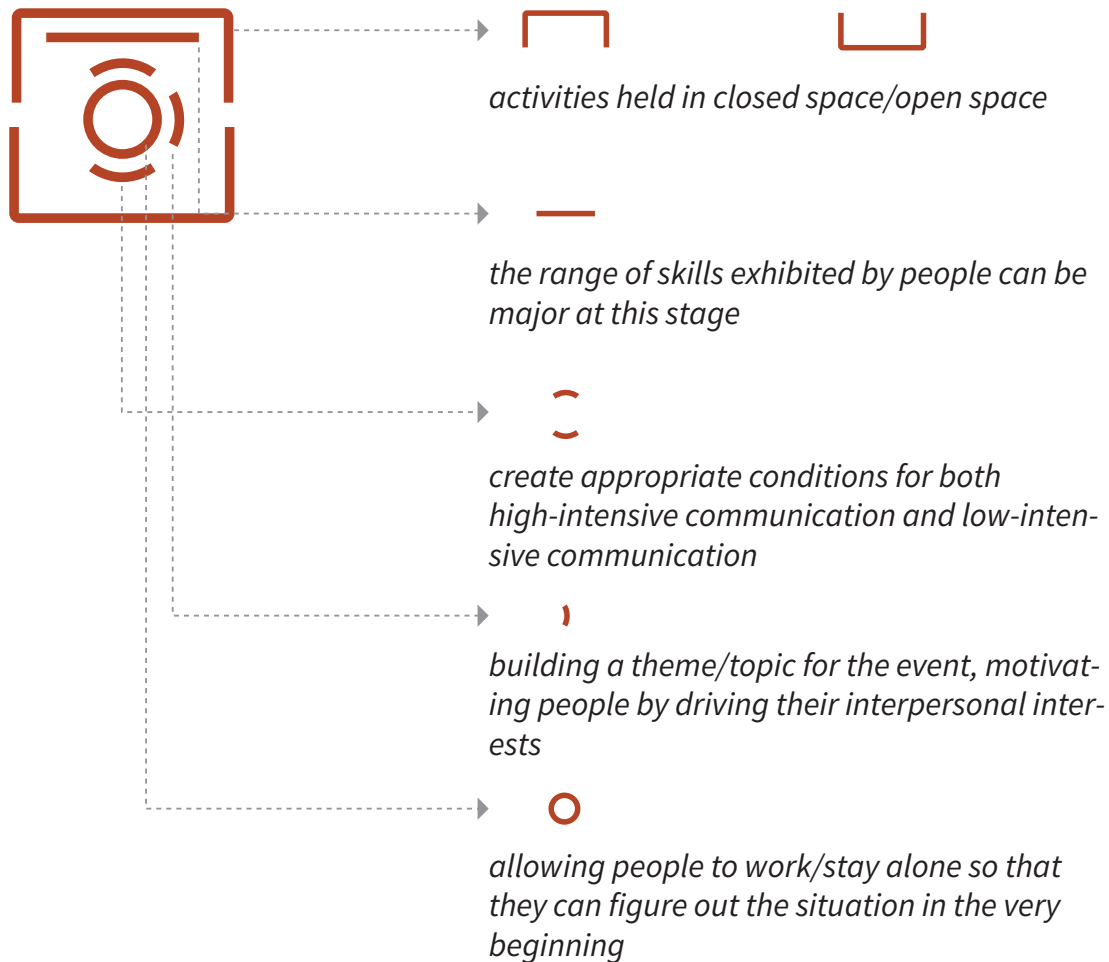 activities held in closed space/open space
the range of skills exhibited by people can be
major at this stage
create appropriate conditions for both
high-intensive communication and low-inten-
sive communication
building a theme/topic for the event, motivat-
ing people by driving their interpersonal inter-
ests
allowing people to work/stay alone so that
they can figure out the situation in the very
beginning